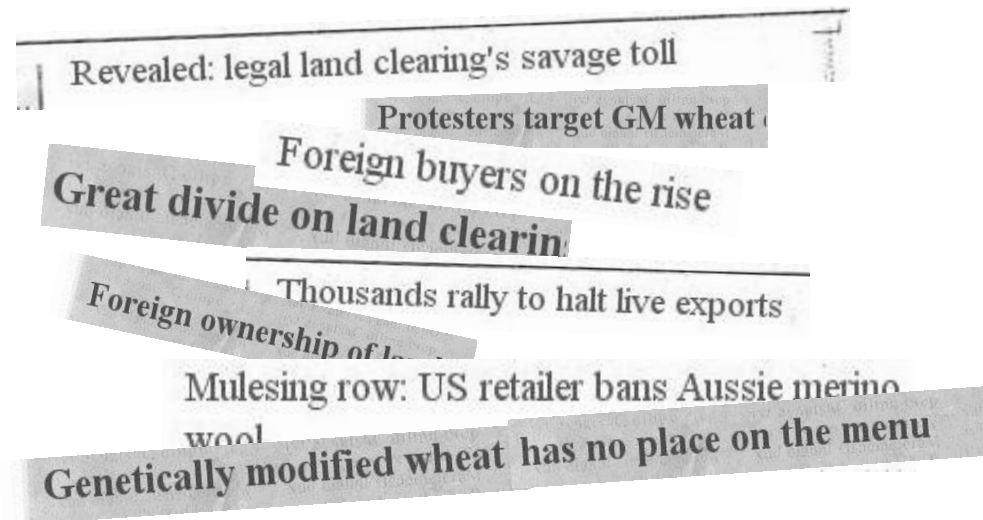 Revealed: legal land clearing's savage toll
Protesters target GM wheat
Foreign buyers on the rise
Great divide on land clearin
Thousands rally to halt live exports
Foreign ownership of
Mulesing row: US retailer bans Aussie merino
wool
Genetically modified wheat has no place on the menu